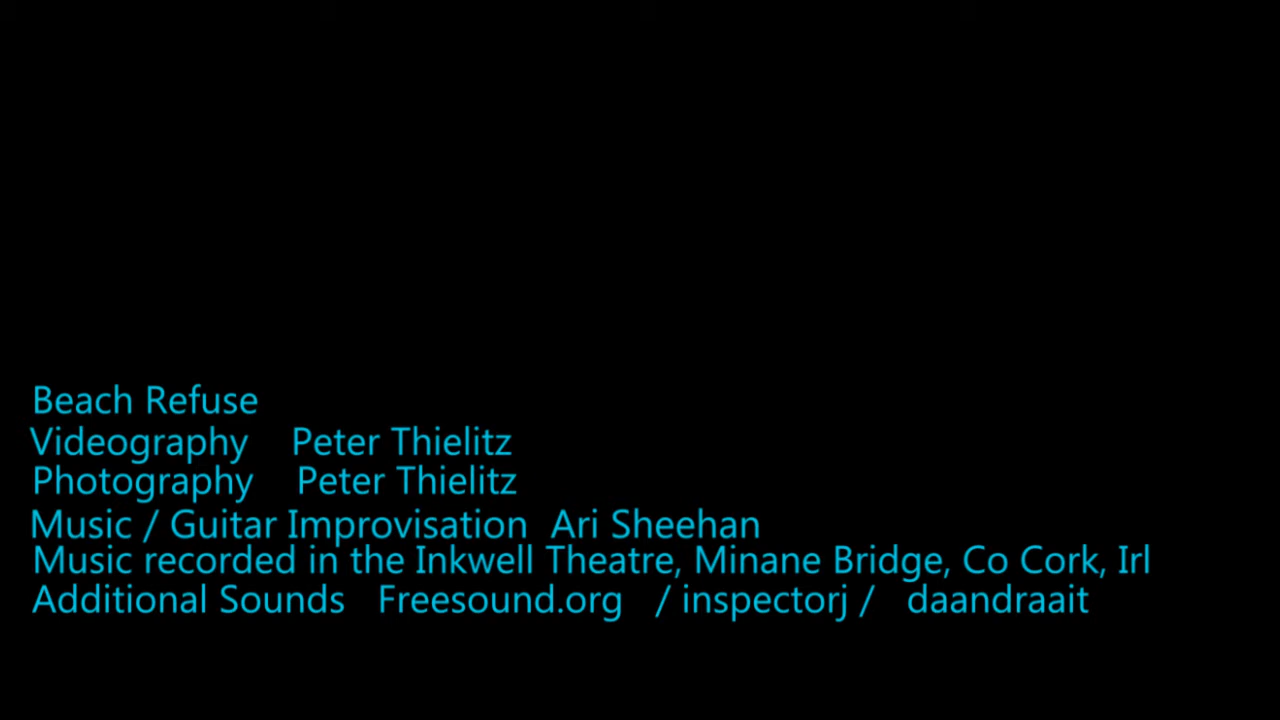 Beach Refuse
Videography Peter Thielitz
Photography Peter Thielitz
Music / Guitar Improvisation Ari Sheehan
Music recorded in the Inkwell Theatre, Minane Bridge, Co Cork, Irl
Additional Sounds Freesound.org / inspectorj / daandraait